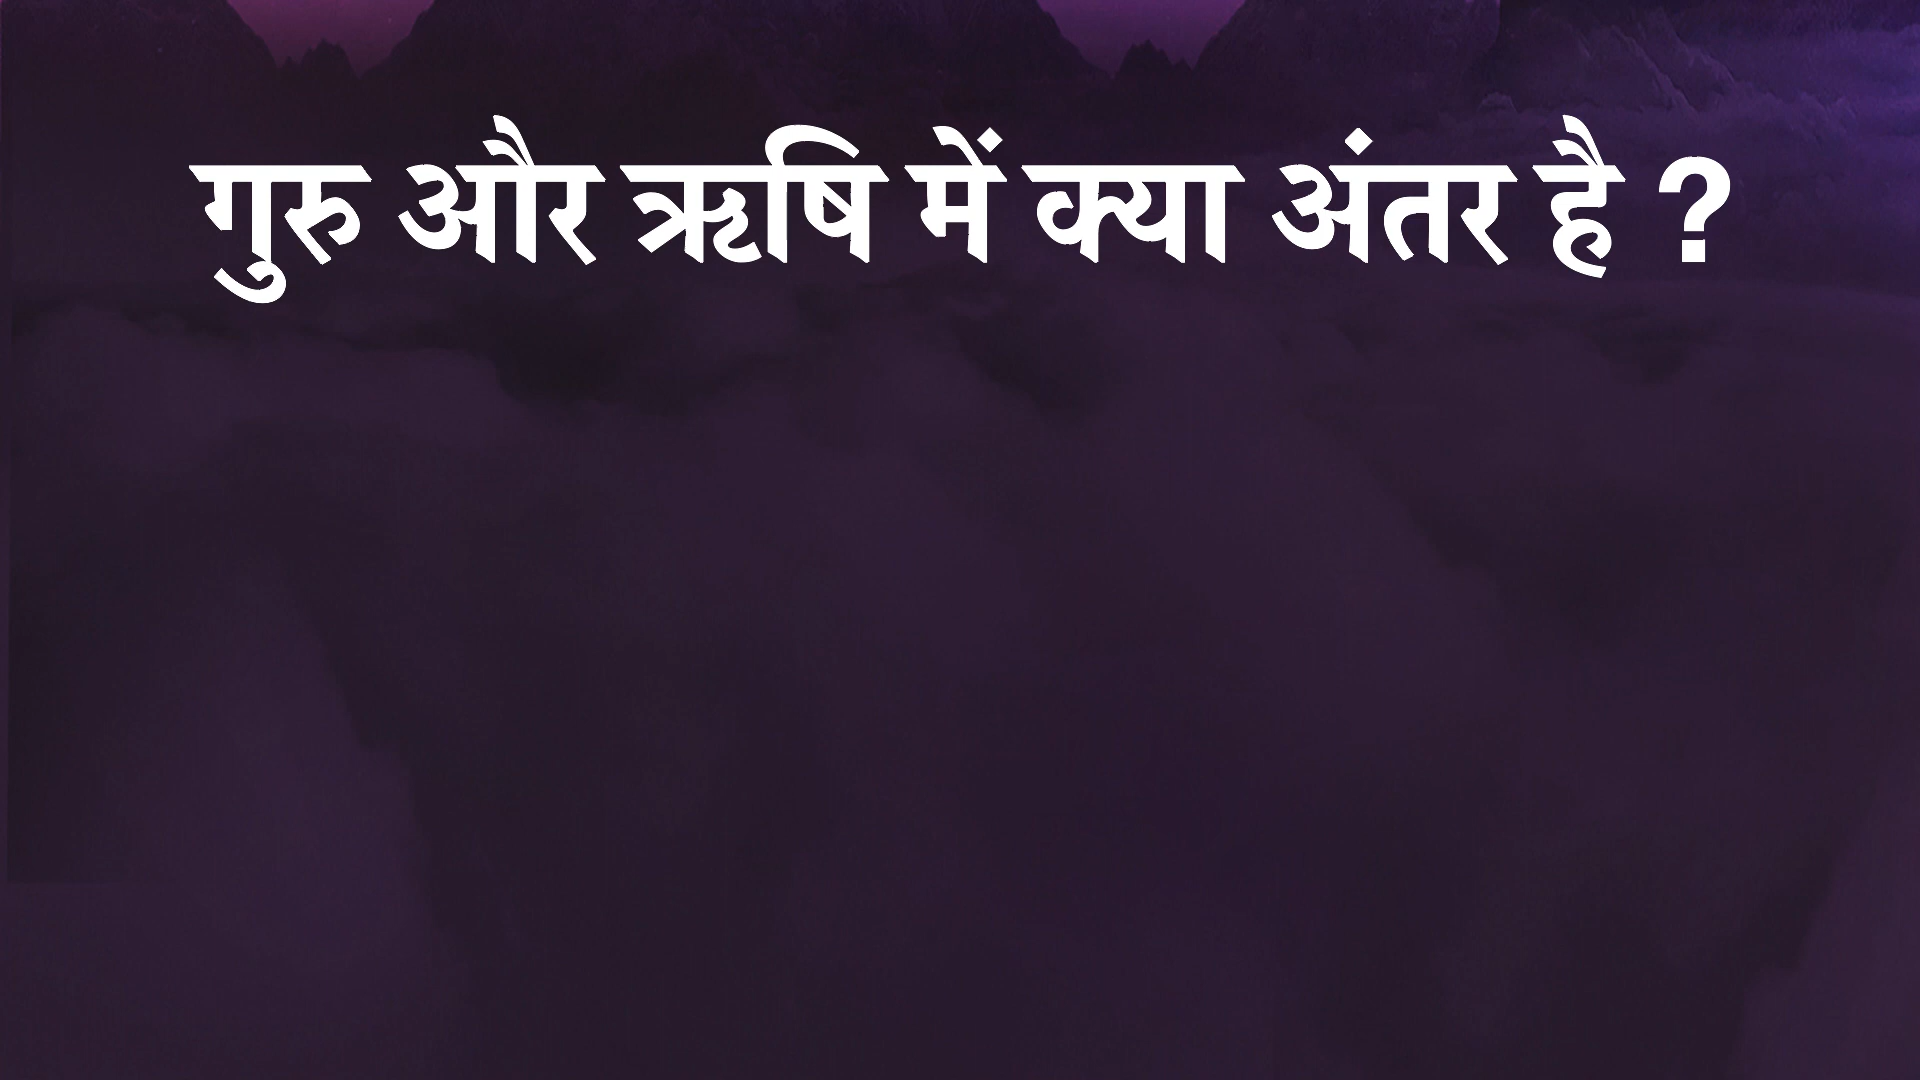 गुरु और ऋषि में क्या अंतर है ?